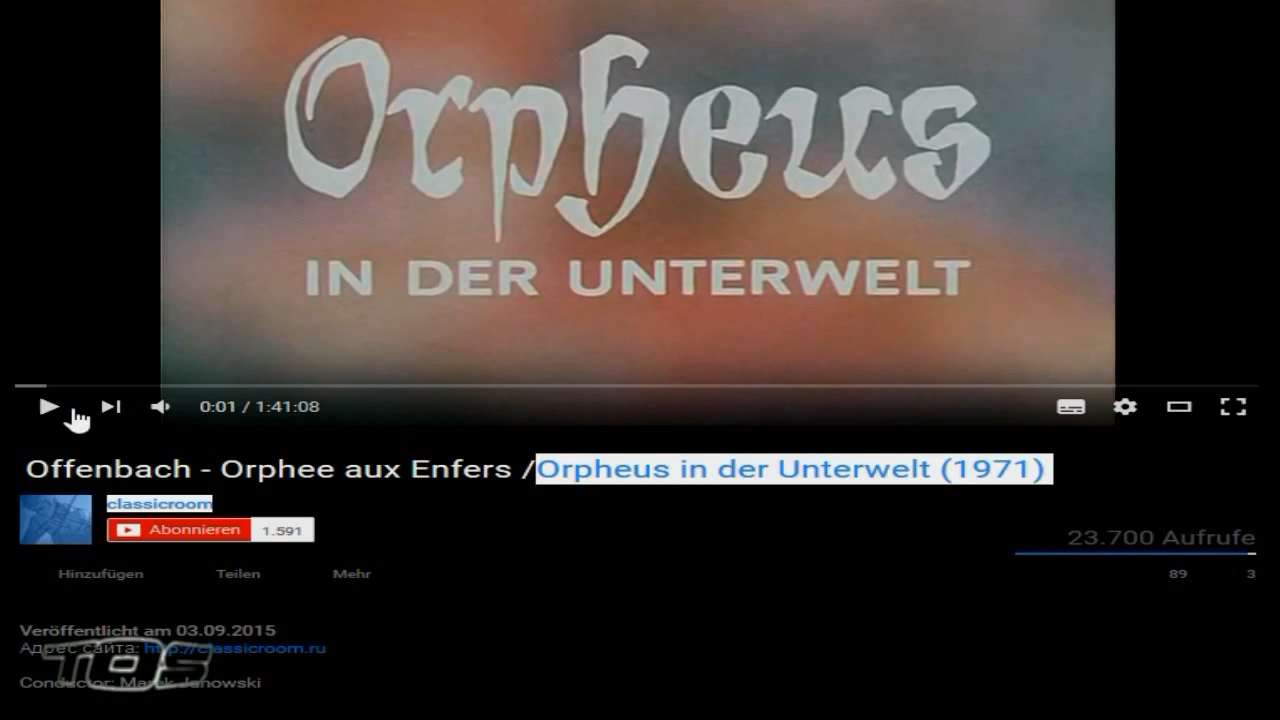 Orpheus
IN DER UNTERWELT
0:01 / 1:41:08
Offenbach - Orphee aux Enfers /Orpheus in der Unterwelt (1971)
classicroom
Abonnieren 1.591
23.700 Aufrufe
Hinzufügen Teilen Mehr 89 3
Veröffentlicht am 03.09.2015
Адрес сайта: http://classicroom.ru
TOS
Conductor: Marek Janowski